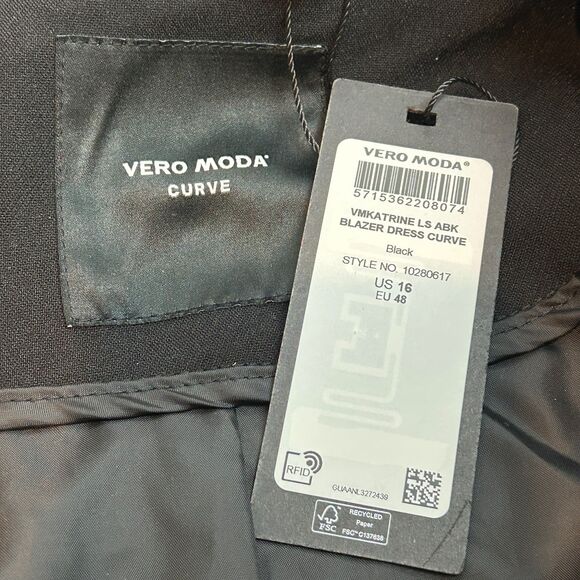 VERO MODA®
CURVE
VERO MODA®
5715362208074
VMKATRINE LS ABK
BLAZER DRESS CURVE
Black
STYLE NO. 10280617
US 16
EU 48
RFID
GUAANL3272439
FSC
RECYCLED
Paper
FSC™ C137638